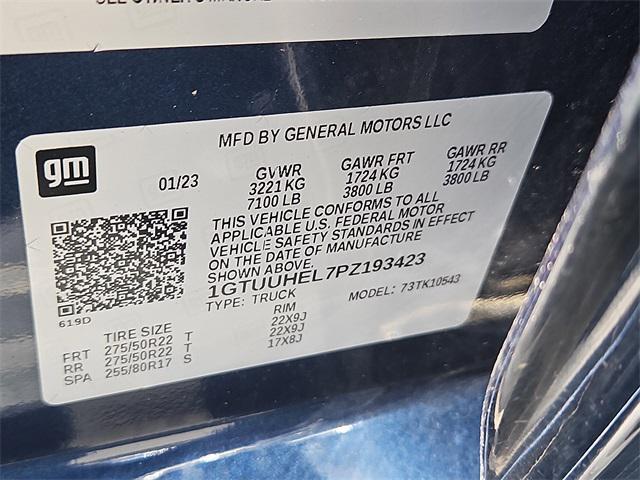 SEE OWNER'S MANUAL
MFD BY GENERAL MOTORS LLC
gm
01/23
GVWR
3221 KG
7100 LB
GAWR FRT
1724 KG
3800 LB
GAWR RR
1724 KG
3800 LB
THIS VEHICLE CONFORMS TO ALL
APPLICABLE U.S. FEDERAL MOTOR
VEHICLE SAFETY STANDARDS IN EFFECT
ON THE DATE OF MANUFACTURE
SHOWN ABOVE.
1GTUUHEL7PZ193423
TYPE: TRUCK MODEL: 73TK10543
619D
TIRE SIZE RIM
FRT 275/50R22 T 22X9J
RR 275/50R22 T 22X9J
SPA 255/80R17 S 17X8J